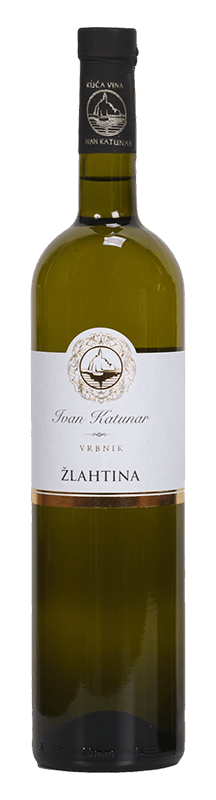 KUĆA VINA
IVAN KATUNAR
Ivan Katunar
VRBNIK
ŽLAHTINA